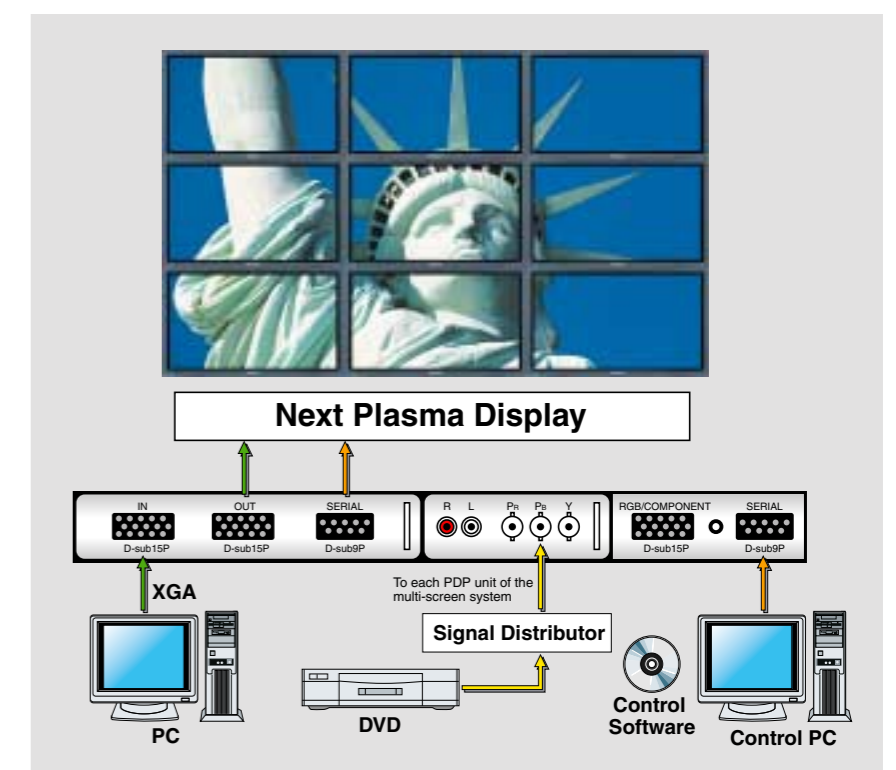 Next Plasma Display
IN OUT SERIAL R L PR PB Y RGB/COMPONENT SERIAL
D-sub15P D-sub15P D-sub9P D-sub15P D-sub9P
XGA
To each PDP unit of the
multi-screen system
Signal Distributor
PC
DVD
Control
Software
Control PC